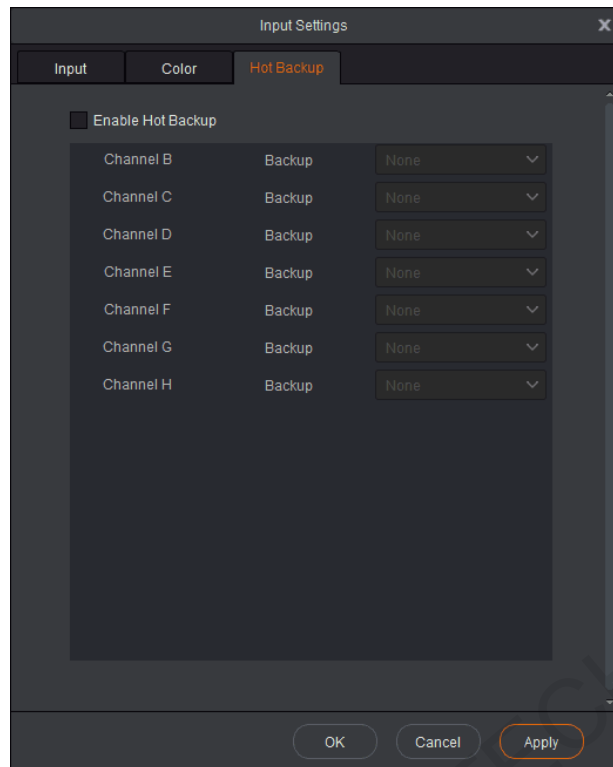 Input Settings
Input Color Hot Backup
Enable Hot Backup
Channel B Backup None
Channel C Backup None
Channel D Backup None
Channel E Backup None
Channel F Backup None
Channel G Backup None
Channel H Backup None
OK Cancel Apply